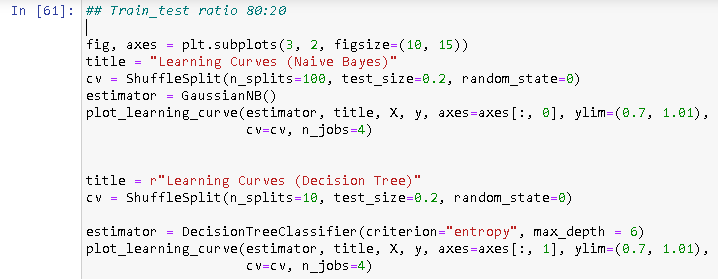 In [61]: ## Train_test ratio 80:20
fig, axes = plt.subplots(3, 2, figsize=(10, 15))
title = "Learning Curves (Naive Bayes)"
cv = ShuffleSplit(n_splits=100, test_size=0.2, random_state=0)
estimator = GaussianNB()
plot_learning_curve(estimator, title, X, y, axes=axes[:, 0], ylim=(0.7, 1.01),
cv=cv, n_jobs=4)
title = r"Learning Curves (Decision Tree)"
cv = ShuffleSplit(n_splits=10, test_size=0.2, random_state=0)
estimator = DecisionTreeClassifier(criterion="entropy", max_depth = 6)
plot_learning_curve(estimator, title, X, y, axes=axes[:, 1], ylim=(0.7, 1.01),
cv=cv, n_jobs=4)